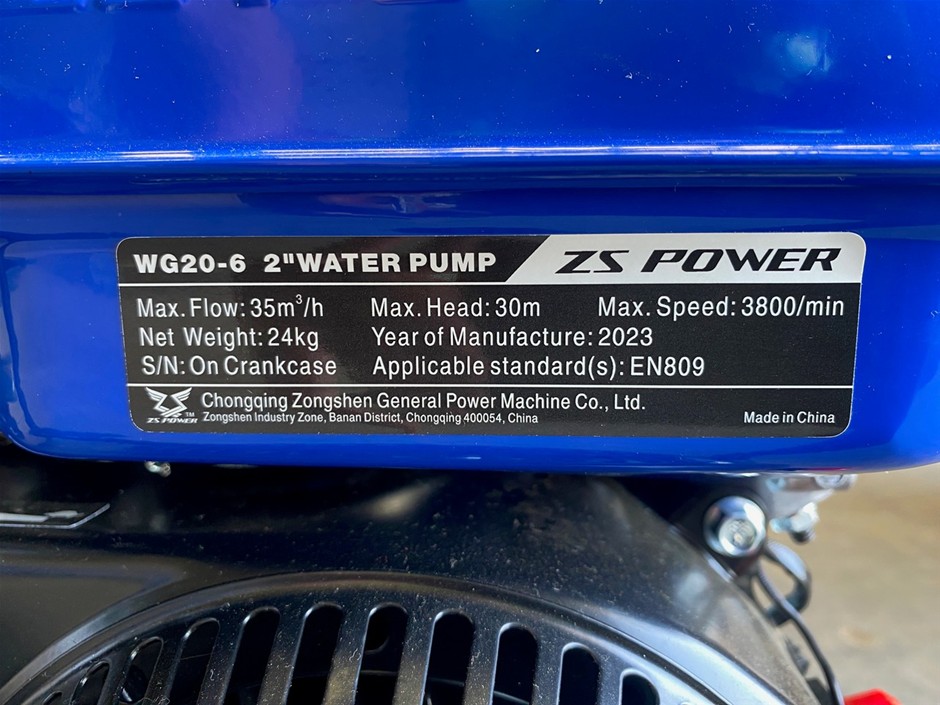 WG20-6 2"WATER PUMP ZS POWER
Max. Flow: 35m³/h Max. Head: 30m Max. Speed: 3800/min
Net Weight: 24kg Year of Manufacture: 2023
S/N: On Crankcase Applicable standard(s): EN809
Chongqing Zongshen General Power Machine Co., Ltd.
ZS POWER™ Zongshen Industry Zone, Banan District, Chongqing 400054, China Made in China